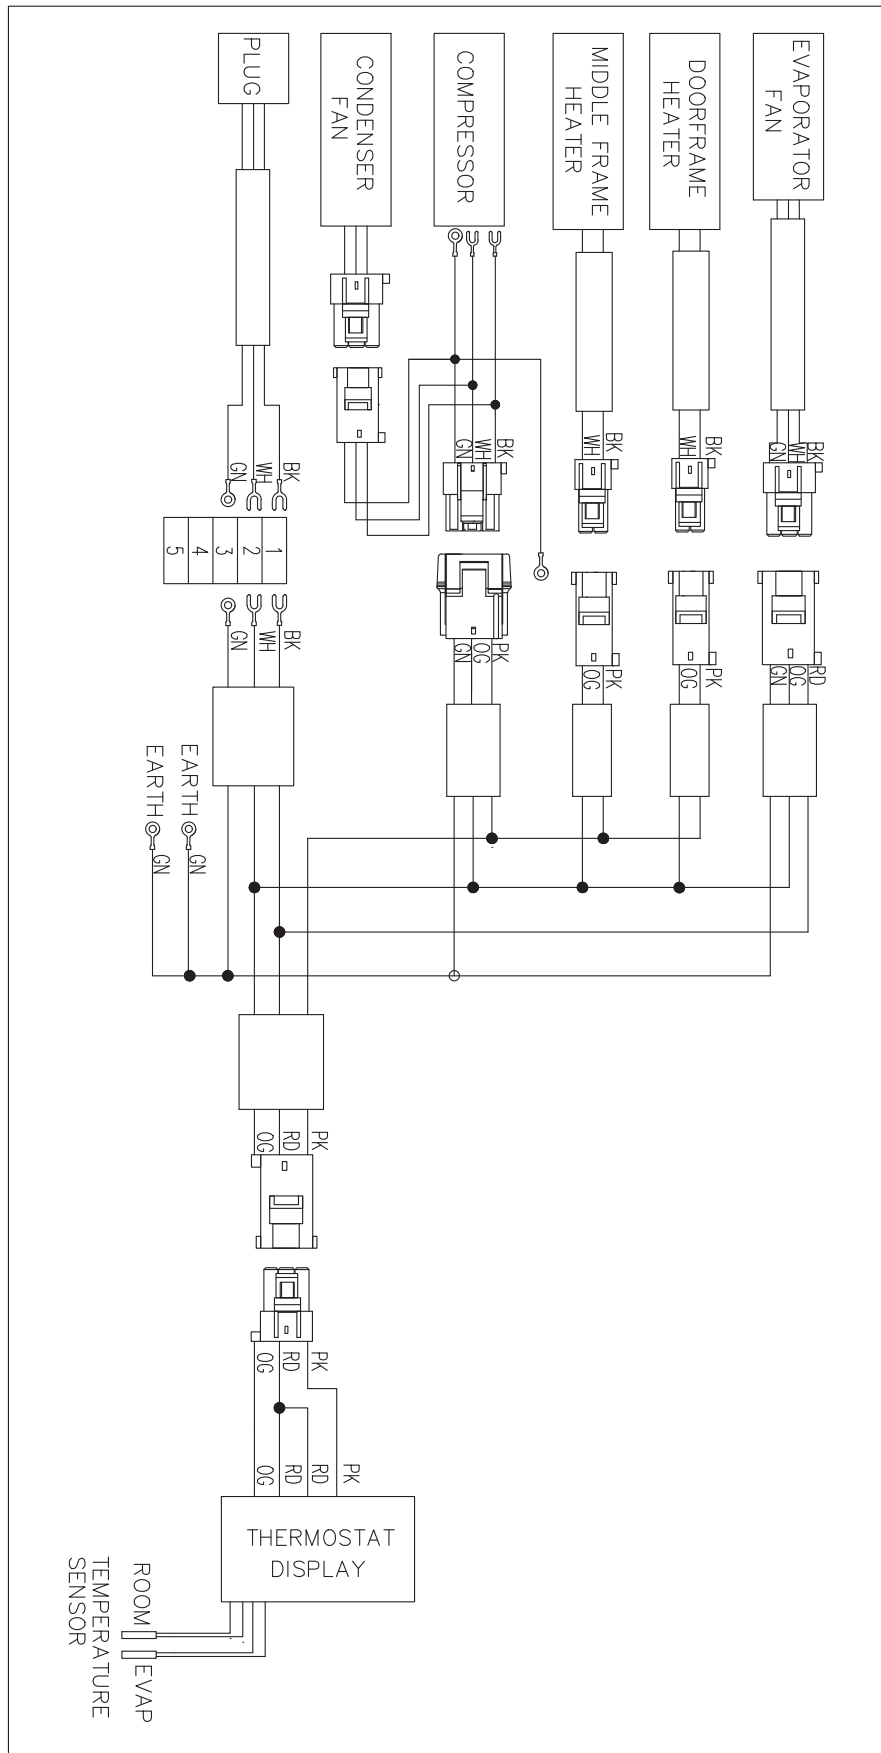 PLUG
CONDENSER
FAN
COMPRESSOR
MIDDLE FRAME
HEATER
DOORFRAME
HEATER
EVAPORATOR
FAN
GN
WH
BK
GN
WH
BK
WH
BK
WH
BK
GN
WH
BK
5
4
3
2
1
GN
WH
BK
GN
OG
PK
OG
PK
OG
PK
GN
OG
RD
EARTH
EARTH
GN
GN
OG
RD
PK
OG
RD
PK
OG
RD
RD
PK
THERMOSTAT
DISPLAY
ROOM
EVAP
TEMPERATURE
SENSOR